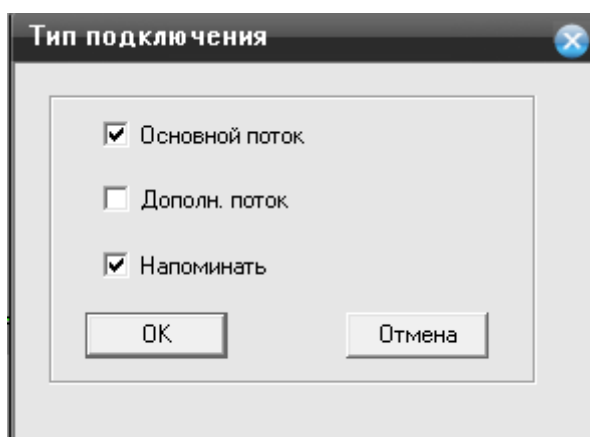 Тип подключения
Основной поток
Дополн. поток
Напоминать
OK
Отмена